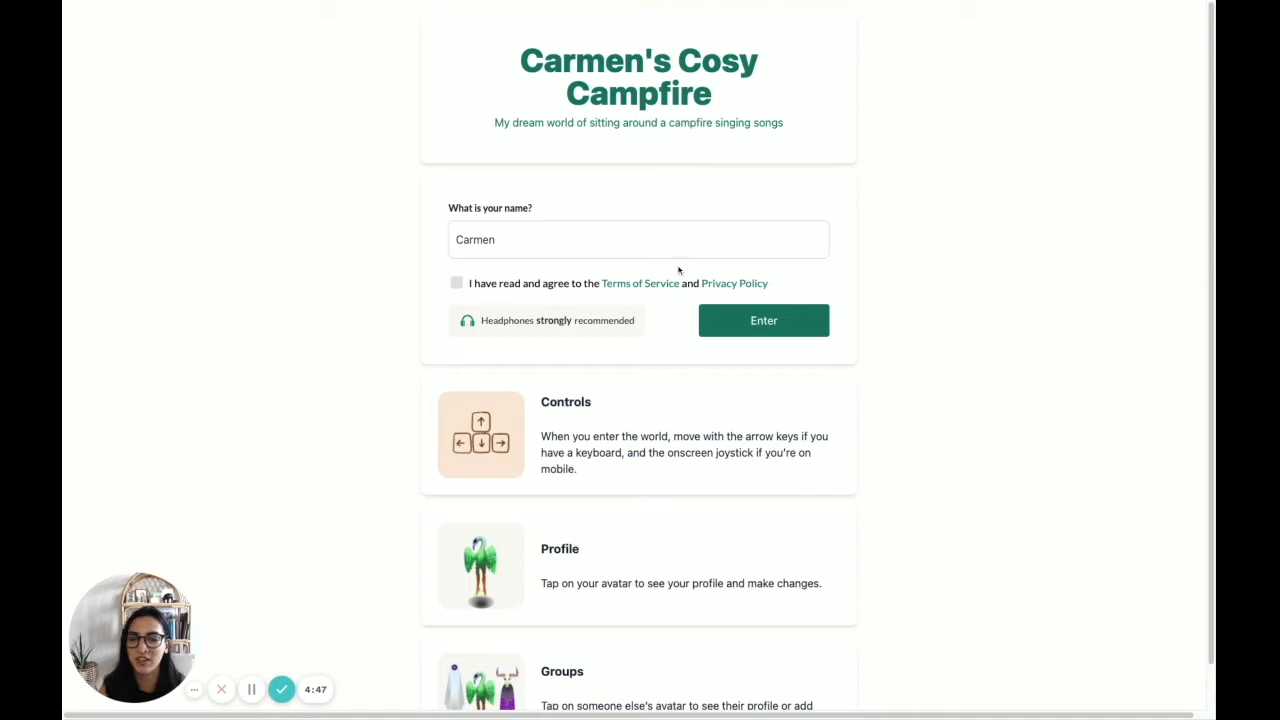 Carmen's Cosy
Campfire
My dream world of sitting around a campfire singing songs
What is your name?
Carmen
I have read and agree to the Terms of Service and Privacy Policy
Headphones strongly recommended
Enter
Controls
When you enter the world, move with the arrow keys if you
have a keyboard, and the onscreen joystick if you're on
mobile.
Profile
Tap on your avatar to see your profile and make changes.
Groups
Tap on someone else's avatar to see their profile or add
4:47